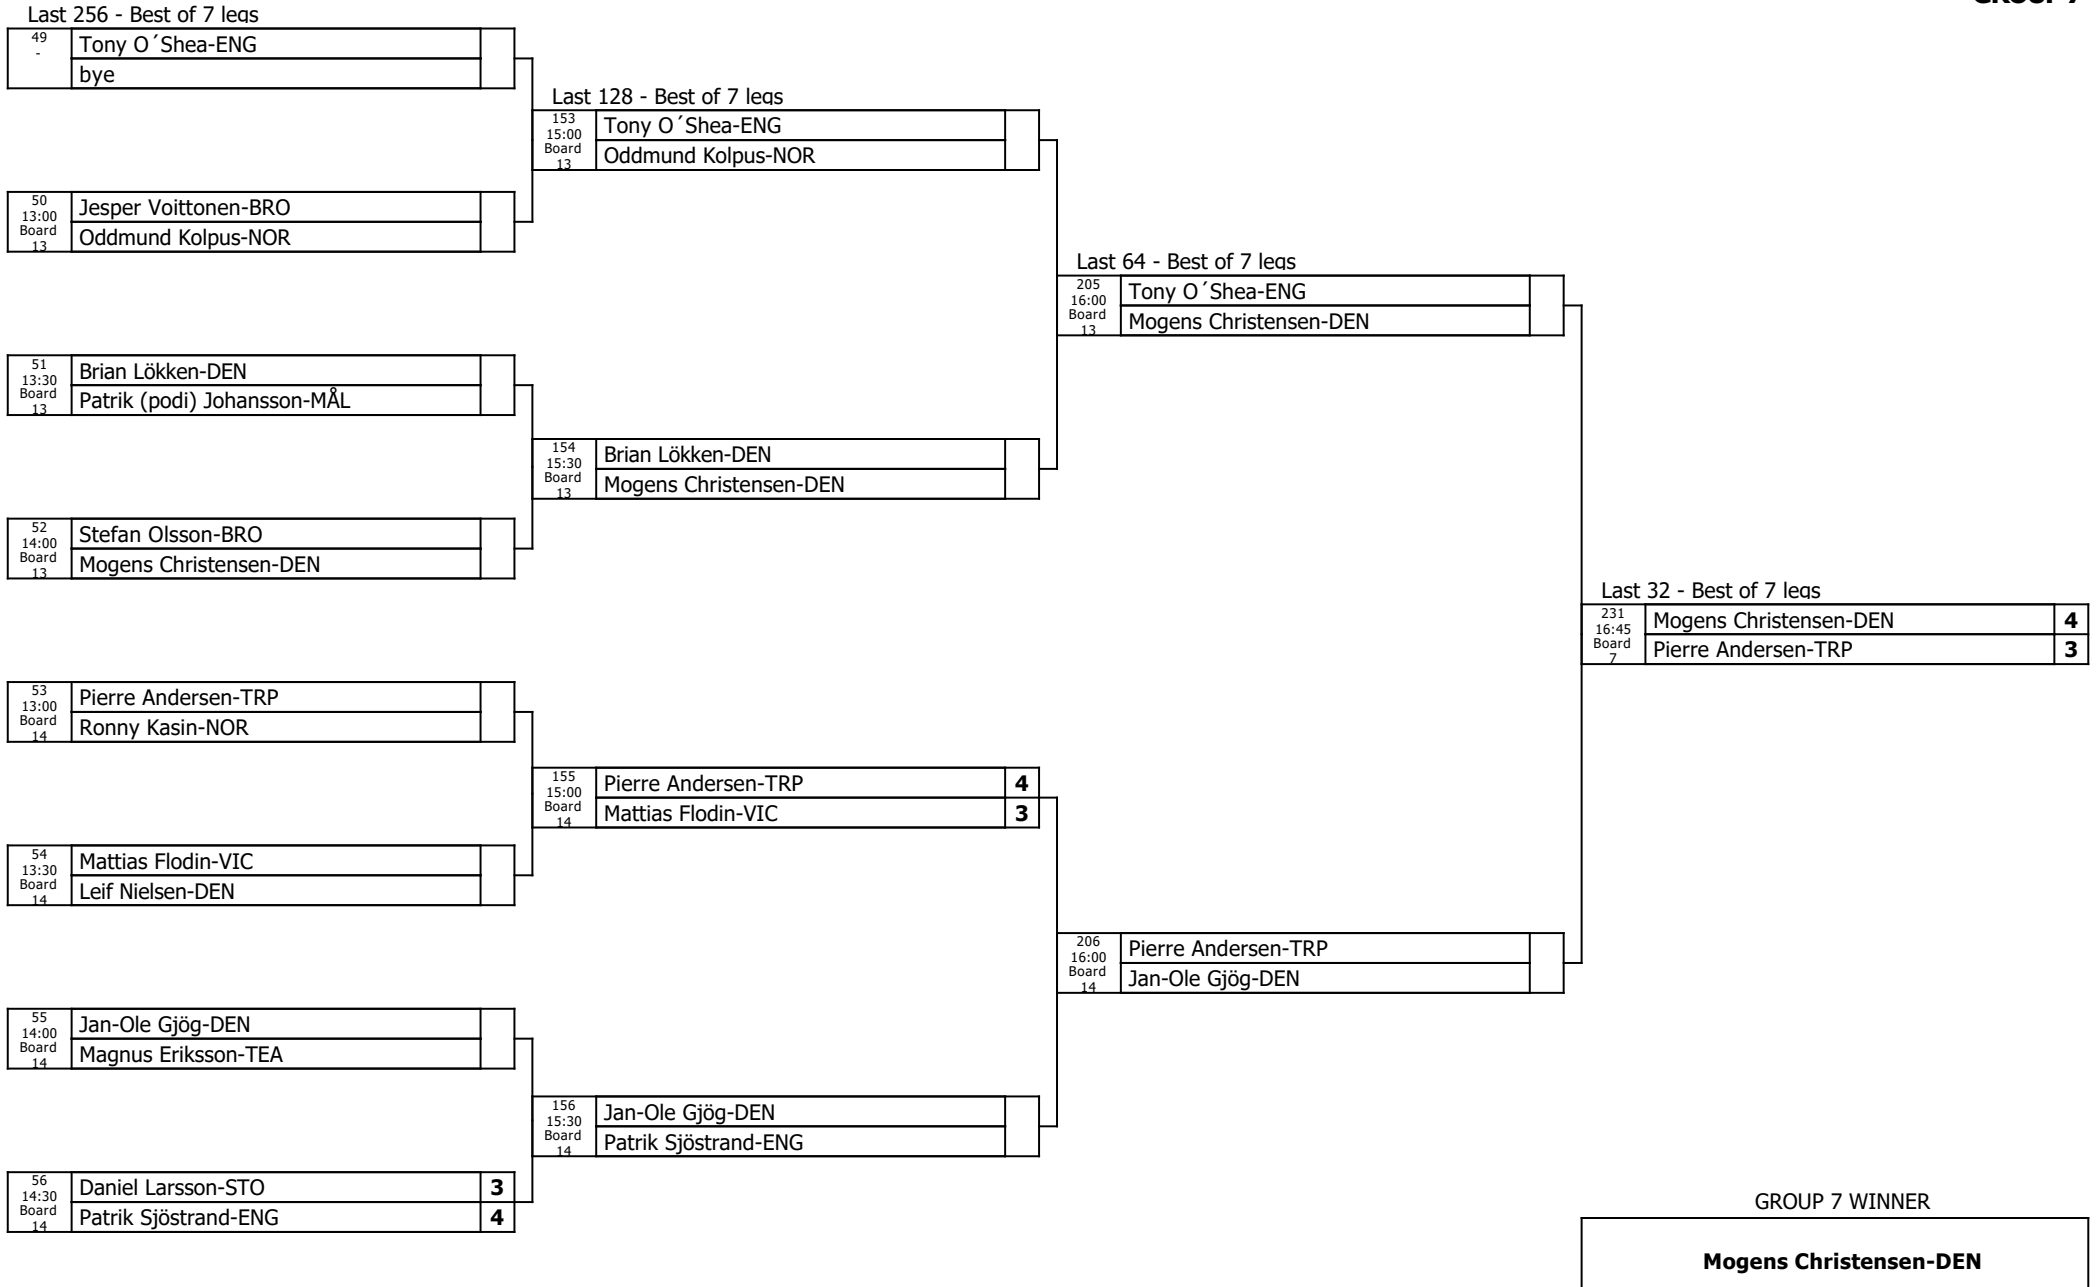 GROUP 7
Last 256 - Best of 7 legs
49
-
Tony O´Shea-ENG
bye
Last 128 - Best of 7 legs
153
15:00
Board
13
Tony O´Shea-ENG
Oddmund Kolpus-NOR
50
13:00
Board
13
Jesper Voittonen-BRO
Oddmund Kolpus-NOR
Last 64 - Best of 7 legs
205
16:00
Board
13
Tony O´Shea-ENG
Mogens Christensen-DEN
51
13:30
Board
13
Brian Lökken-DEN
Patrik (podi) Johansson-MÅL
154
15:30
Board
13
Brian Lökken-DEN
Mogens Christensen-DEN
52
14:00
Board
13
Stefan Olsson-BRO
Mogens Christensen-DEN
Last 32 - Best of 7 legs
231
16:45
Board
7
Mogens Christensen-DEN 4
Pierre Andersen-TRP 3
53
13:00
Board
14
Pierre Andersen-TRP
Ronny Kasin-NOR
155
15:00
Board
14
Pierre Andersen-TRP 4
Mattias Flodin-VIC 3
54
13:30
Board
14
Mattias Flodin-VIC
Leif Nielsen-DEN
206
16:00
Board
14
Pierre Andersen-TRP
Jan-Ole Gjög-DEN
55
14:00
Board
14
Jan-Ole Gjög-DEN
Magnus Eriksson-TEA
156
15:30
Board
14
Jan-Ole Gjög-DEN
Patrik Sjöstrand-ENG
56
14:30
Board
14
Daniel Larsson-STO 3
Patrik Sjöstrand-ENG 4
GROUP 7 WINNER
Mogens Christensen-DEN